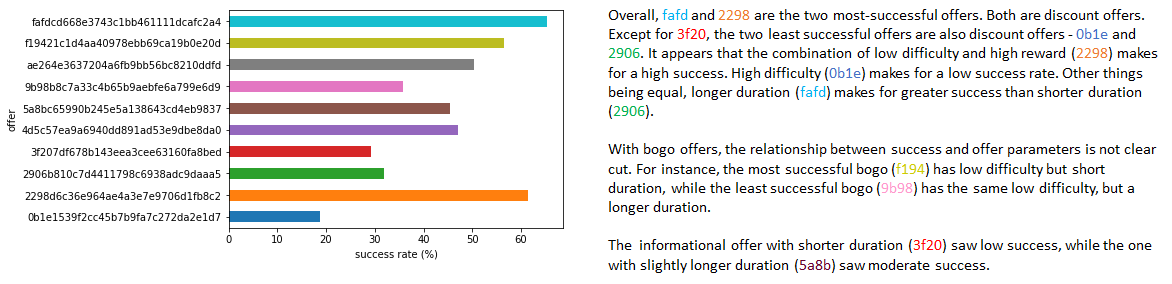 offer
fafdcd668e3743c1bb461111dcafc2a4
f19421c1d4aa40978ebb69ca19b0e20d
ae264e3637204a6fb9bb56bc8210ddfd
9b98b8c7a33c4b65b9aebfe6a799e6d9
5a8bc65990b245e5a138643cd4eb9837
4d5c57ea9a6940dd891ad53e9dbe8da0
3f207df678b143eea3cee63160fa8bed
2906b810c7d4411798c6938adc9daaa5
2298d6c36e964ae4a3e7e9706d1fb8c2
0b1e1539f2cc45b7b9fa7c272da2e1d7
0 10 20 30 40 50 60
success rate (%)
Overall, fafd and 2298 are the two most-successful offers. Both are discount offers.
Except for 3f20, the two least successful offers are also discount offers - 0b1e and
2906. It appears that the combination of low difficulty and high reward (2298) makes
for a high success. High difficulty (0b1e) makes for a low success rate. Other things
being equal, longer duration (fafd) makes for greater success than shorter duration
(2906).
With bogo offers, the relationship between success and offer parameters is not clear
cut. For instance, the most successful bogo (f194) has low difficulty but short
duration, while the least successful bogo (9b98) has the same low difficulty, but a
longer duration.
The informational offer with shorter duration (3f20) saw low success, while the one
with slightly longer duration (5a8b) saw moderate success.